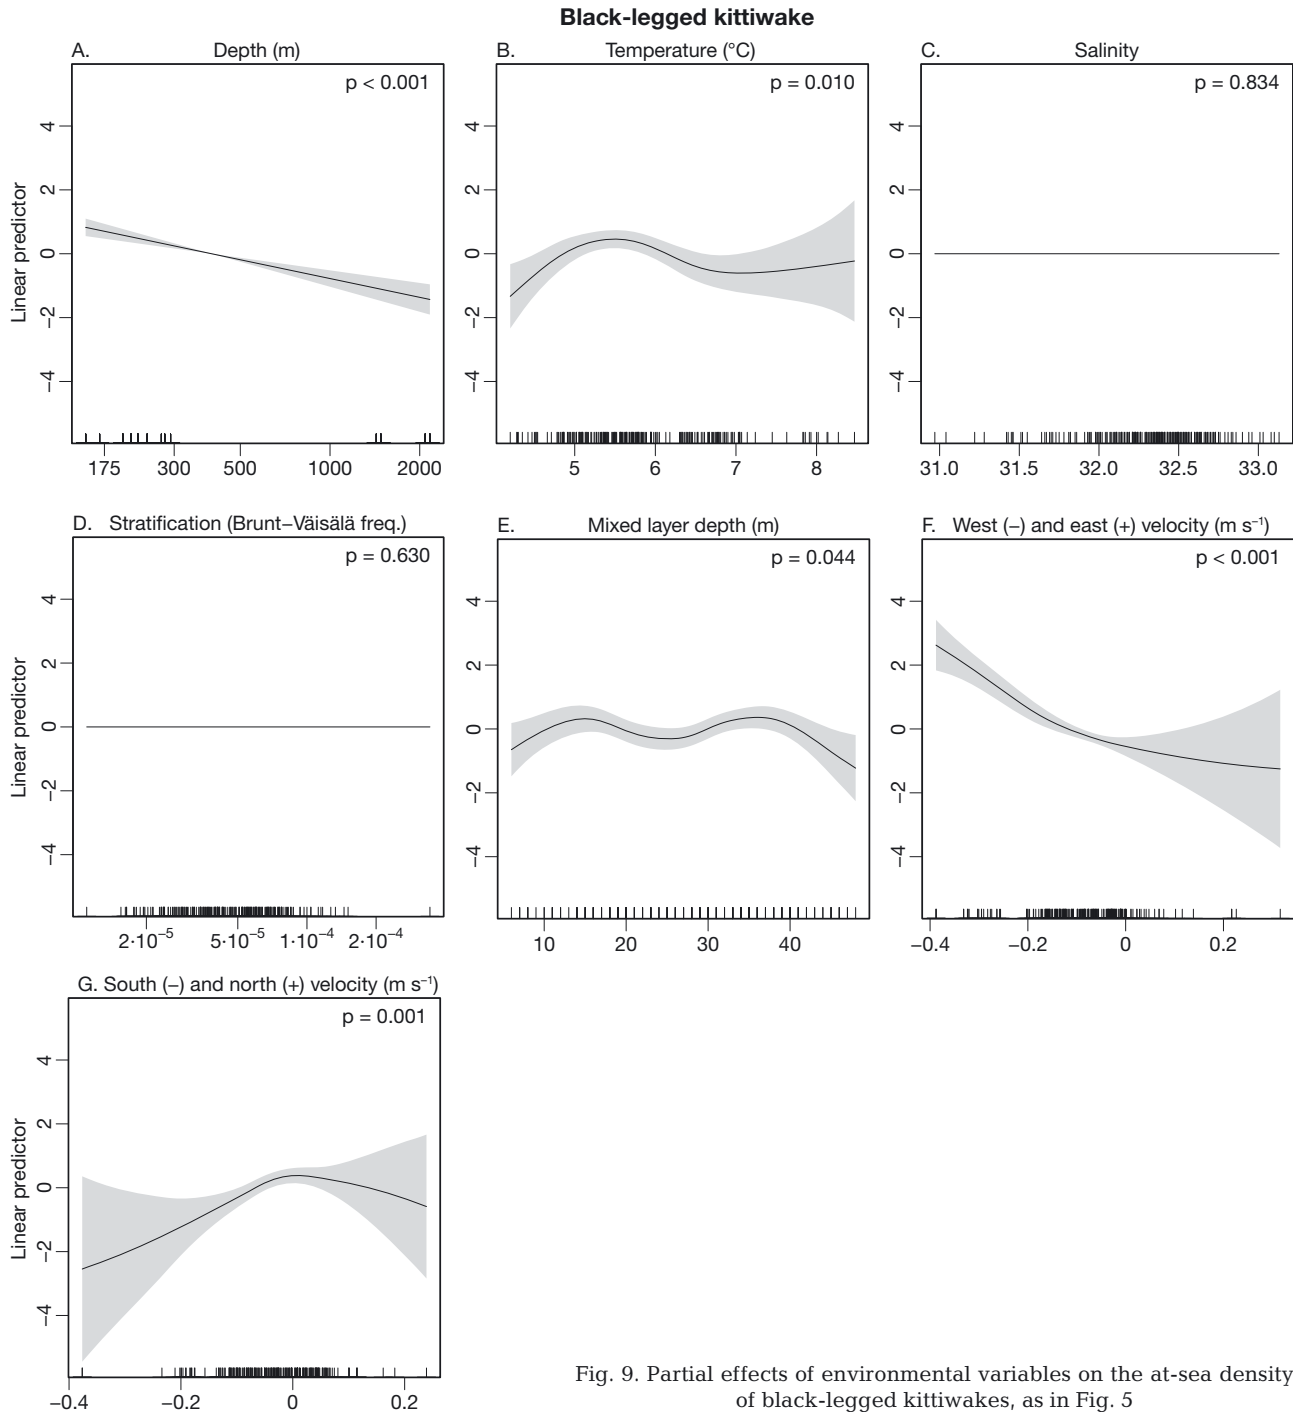 Black-legged kittiwake
A. Depth (m)
B. Temperature (°C)
C. Salinity
p < 0.001
p = 0.010
p = 0.834
Linear predictor
4
2
0
−2
−4
4
2
0
−2
−4
4
2
0
−2
−4
175 300 500 1000 2000
5 6 7 8
31.0 31.5 32.0 32.5 33.0
D. Stratification (Brunt–Väisälä freq.)
E. Mixed layer depth (m)
F. West (–) and east (+) velocity (m s⁻¹)
p = 0.630
p = 0.044
p < 0.001
Linear predictor
4
2
0
−4
4
2
0
−2
−4
4
2
0
−2
−4
2·10⁻⁵ 5·10⁻⁵ 1·10⁻⁴ 2·10⁻⁴
10 20 30 40
−0.4 −0.2 0 0.2
G. South (–) and north (+) velocity (m s⁻¹)
p = 0.001
Linear predictor
4
2
0
−2
−4
−0.4 −0.2 0 0.2
Fig. 9. Partial effects of environmental variables on the at-sea density
of black-legged kittiwakes, as in Fig. 5